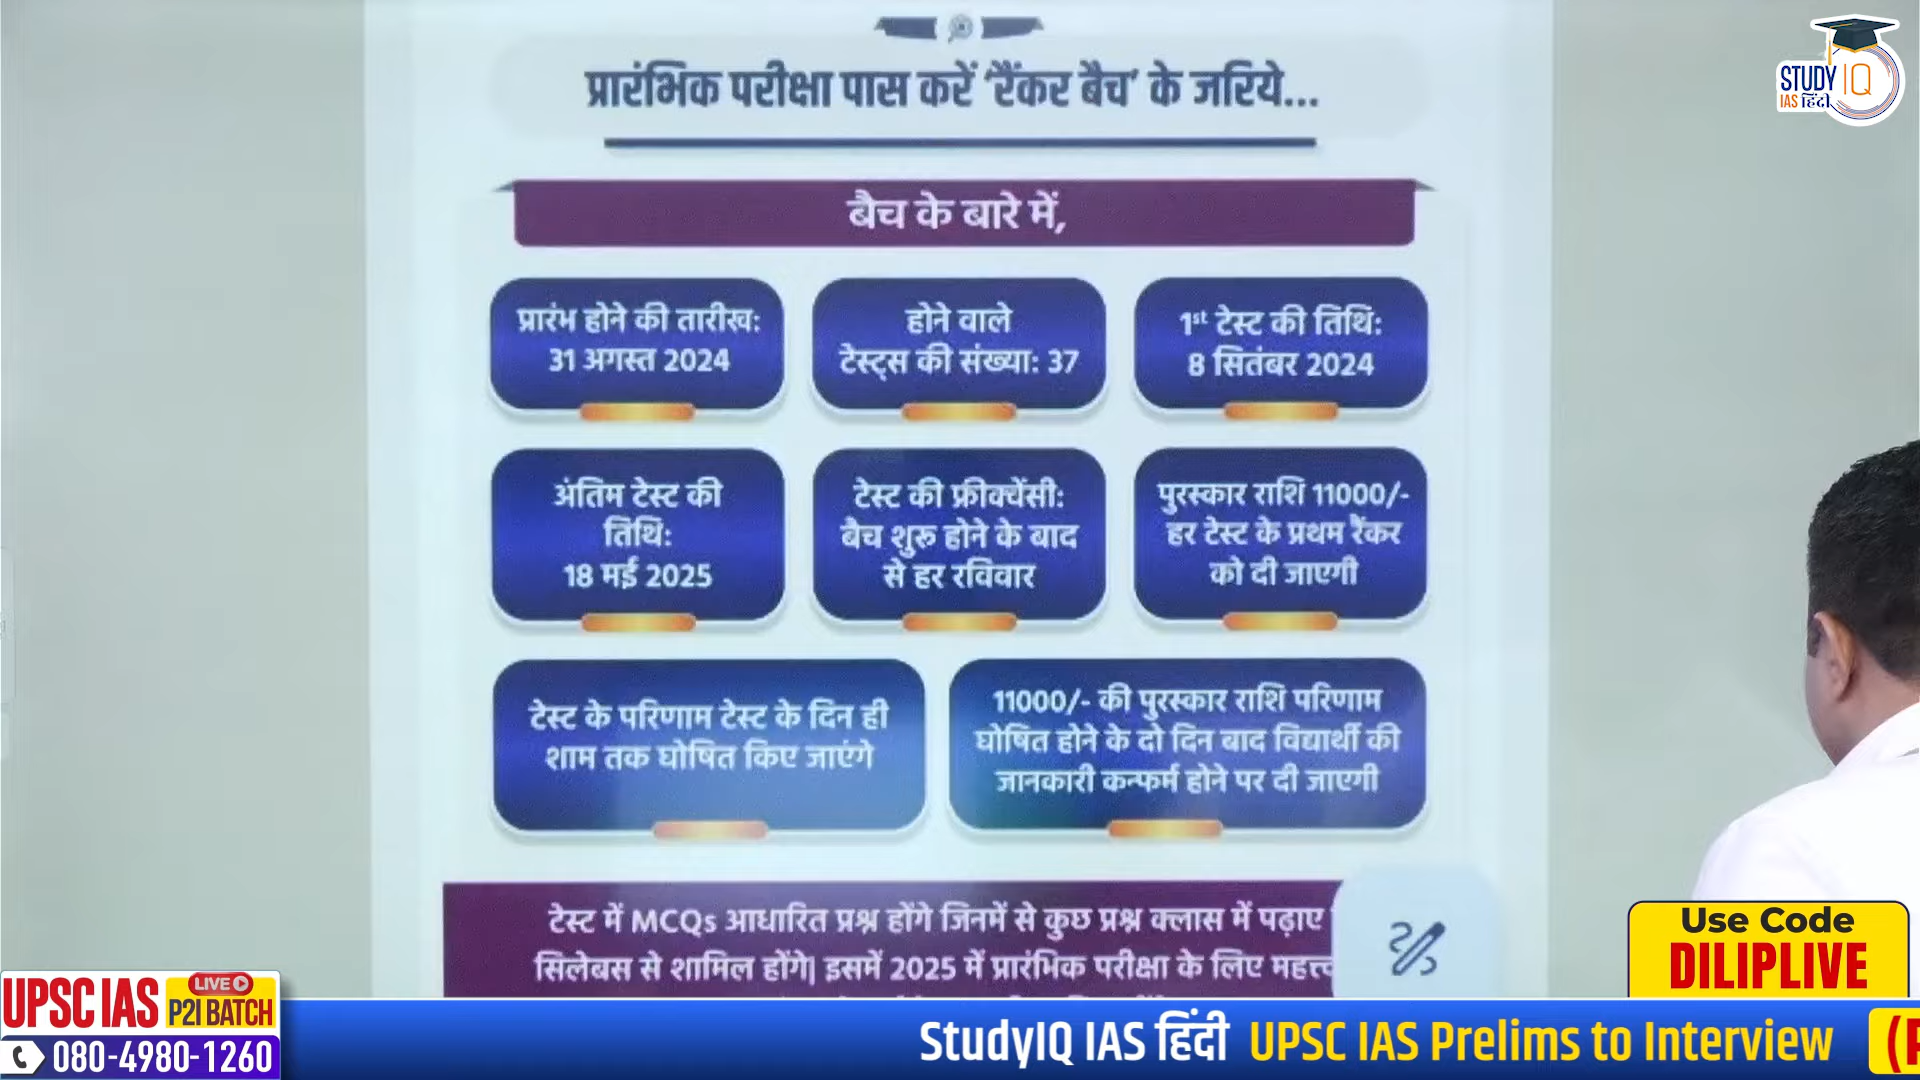 प्रारंभिक परीक्षा पास करें ‘रैंकर बैच’ के जरिये...
STUDY IQ
IAS हिंदी
बैच के बारे में,
प्रारंभ होने की तारीख:
31 अगस्त 2024
होने वाले
टेस्ट्स की संख्या: 37
1st टेस्ट की तिथि:
8 सितंबर 2024
अंतिम टेस्ट की
तिथि:
18 मई 2025
टेस्ट की फ्रीक्वेंसी:
बैच शुरू होने के बाद
से हर रविवार
पुरस्कार राशि 11000/-
हर टेस्ट के प्रथम रैंकर
को दी जाएगी
टेस्ट के परिणाम टेस्ट के दिन ही
शाम तक घोषित किए जाएंगे
11000/- की पुरस्कार राशि परिणाम
घोषित होने के दो दिन बाद विद्यार्थी की
जानकारी कन्फर्म होने पर दी जाएगी
टेस्ट में MCQs आधारित प्रश्न होंगे जिनमें से कुछ प्रश्न क्लास में पढ़ाए
सिलेबस से शामिल होंगे| इसमें 2025 में प्रारंभिक परीक्षा के लिए
Use Code
DILIPLIVE
UPSC IAS LIVE P2I BATCH
080-4980-1260
StudyIQ IAS हिंदी UPSC IAS Prelims to Interview